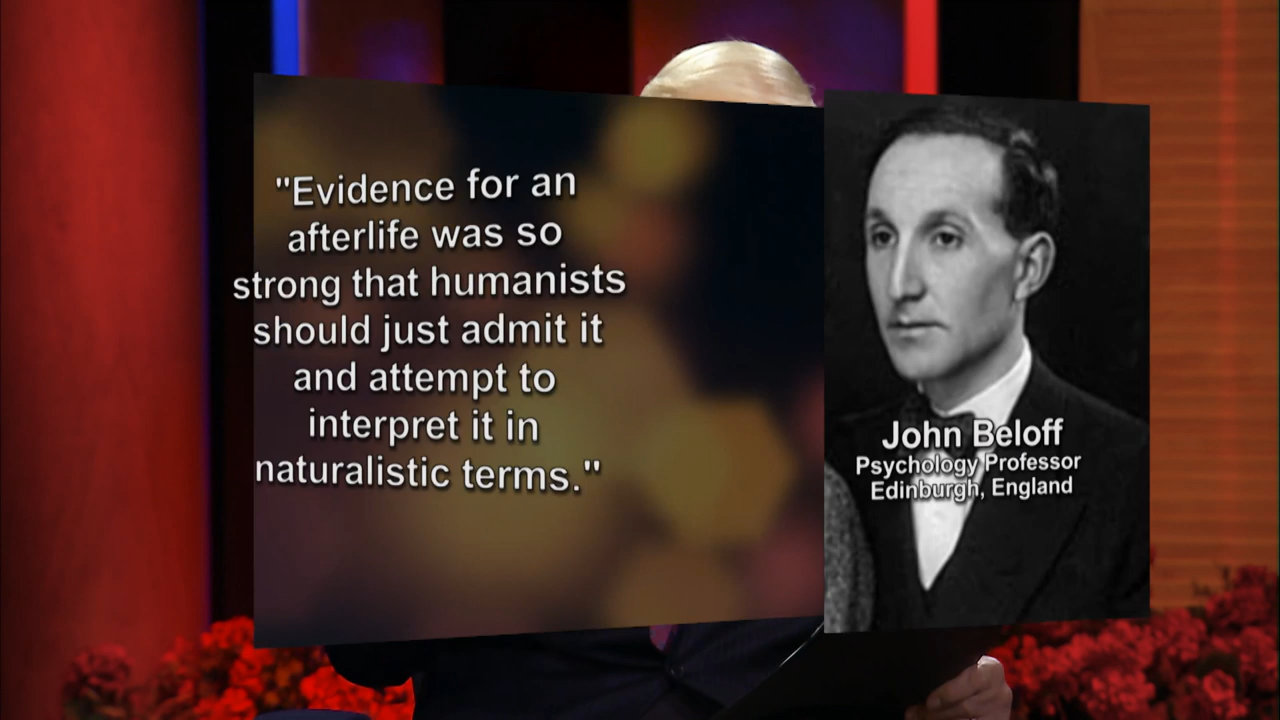 "Evidence for an
afterlife was so
strong that humanists
should just admit it
and attempt to
interpret it in
naturalistic terms."
John Beloff
Psychology Professor
Edinburgh, England